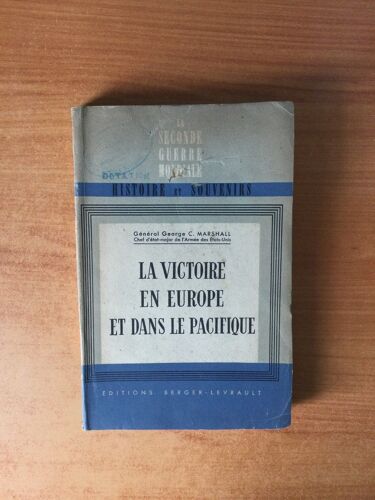 LA
SECONDE
GUERRE
MONDIALE
DOTATION
HISTOIRE ET SOUVENIRS
Général George C. MARSHALL
Chef d'état-major de l'Armée des États-Unis
LA VICTOIRE
EN EUROPE
ET DANS LE PACIFIQUE
ÉDITIONS BERGER-LEVRAULT